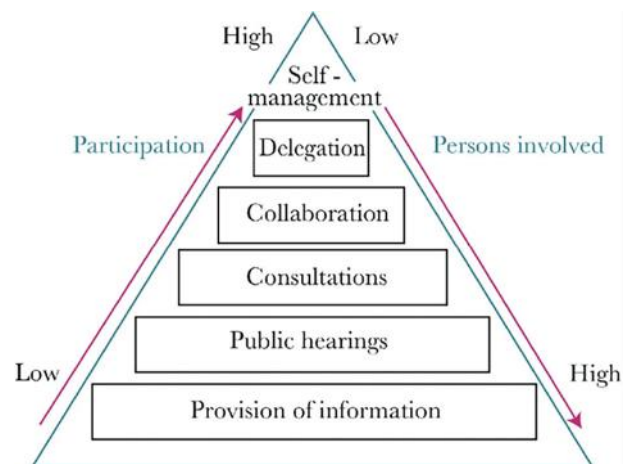 High Low
Self -
management
Participation Persons involved
Delegation
Collaboration
Consultations
Public hearings
Low High
Provision of information